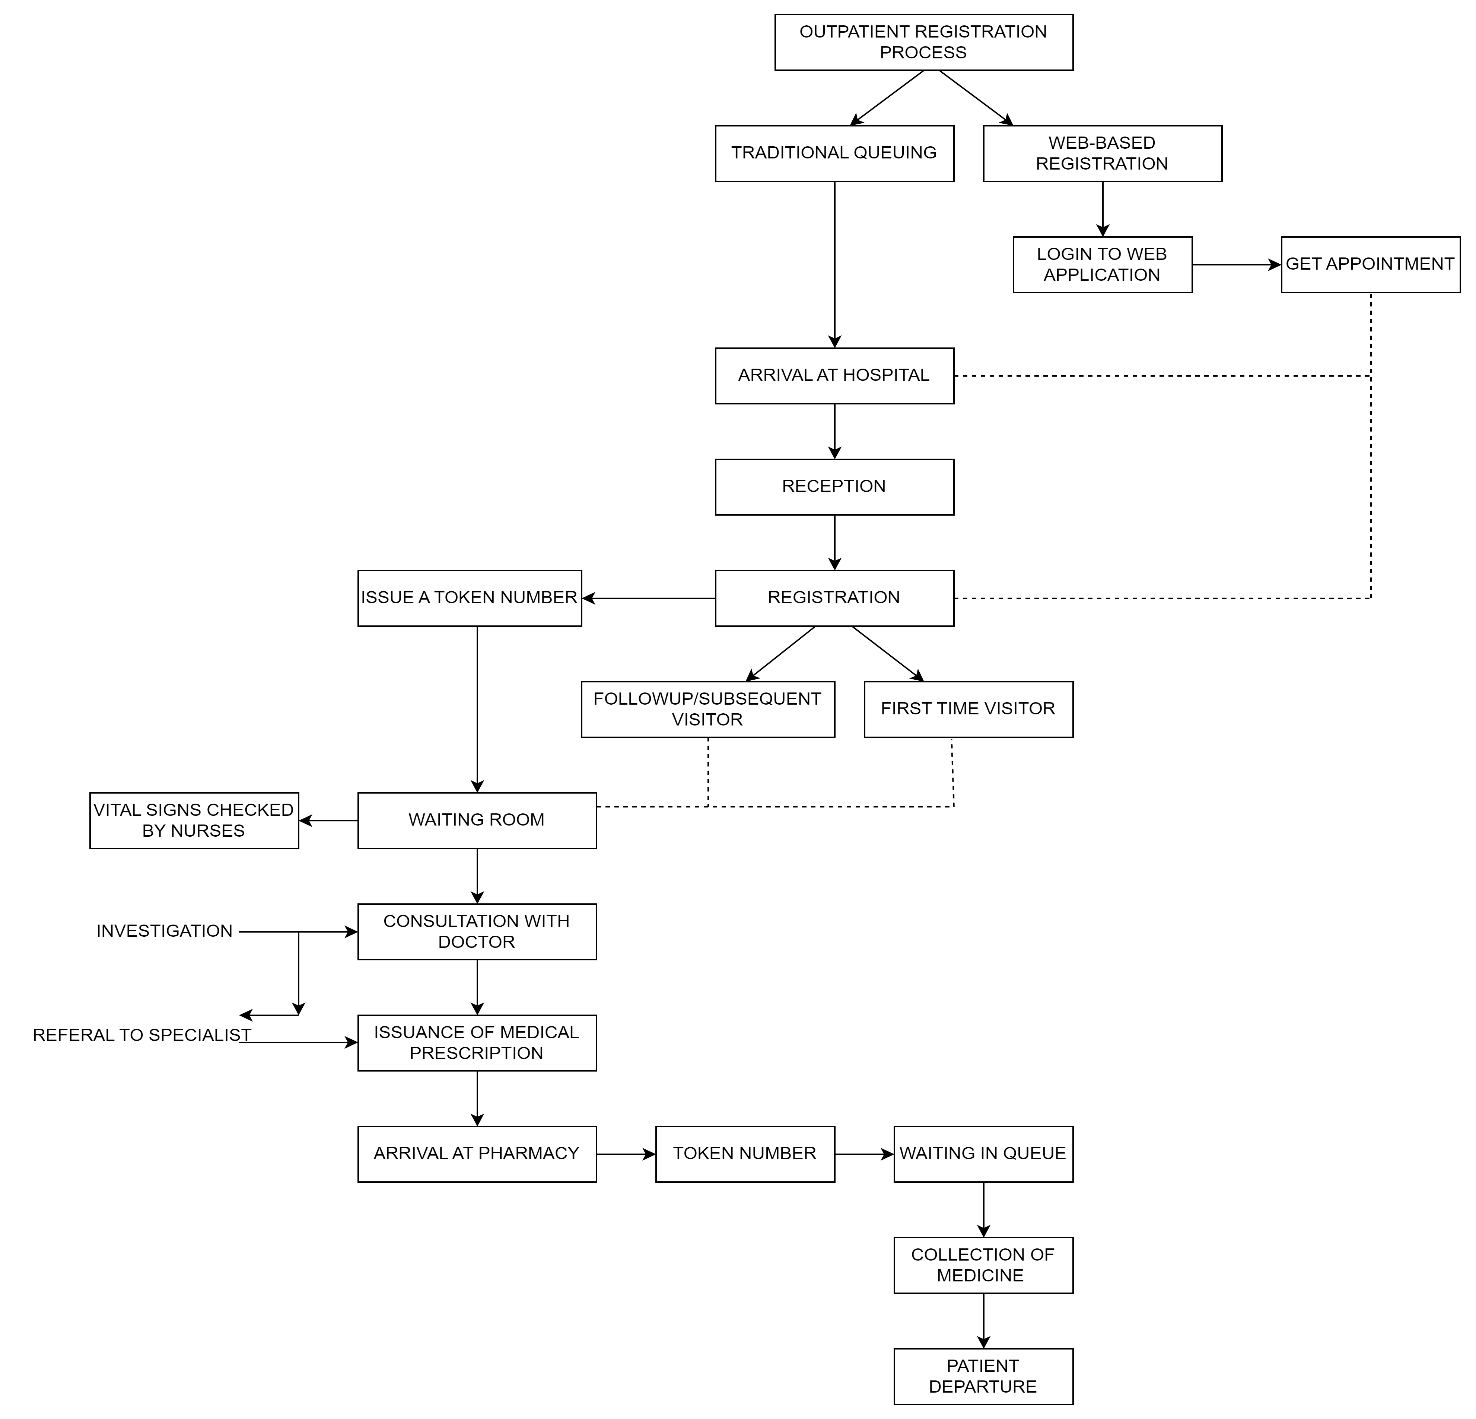 OUTPATIENT REGISTRATION
PROCESS
TRADITIONAL QUEUING
WEB-BASED
REGISTRATION
LOGIN TO WEB
APPLICATION
GET APPOINTMENT
ARRIVAL AT HOSPITAL
RECEPTION
ISSUE A TOKEN NUMBER
REGISTRATION
FOLLOWUP/SUBSEQUENT
VISITOR
FIRST TIME VISITOR
VITAL SIGNS CHECKED
BY NURSES
WAITING ROOM
INVESTIGATION
CONSULTATION WITH
DOCTOR
REFERAL TO SPECIALIST
ISSUANCE OF MEDICAL
PRESCRIPTION
ARRIVAL AT PHARMACY
TOKEN NUMBER
WAITING IN QUEUE
COLLECTION OF
MEDICINE
PATIENT
DEPARTURE